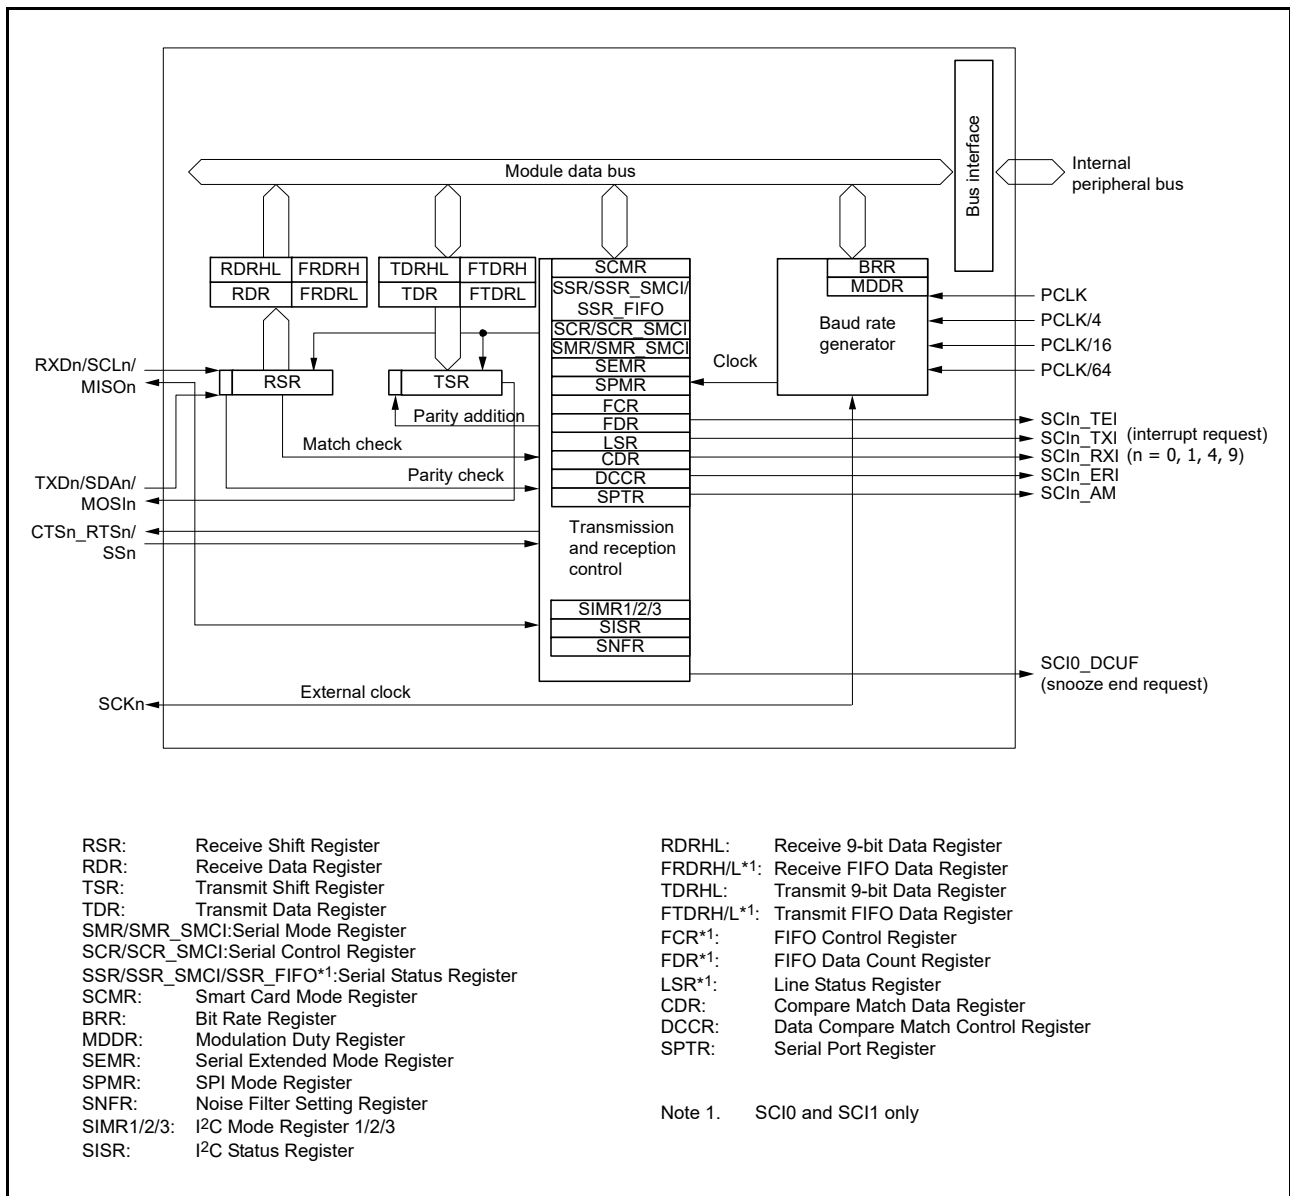 Module data bus
Bus interface
Internal
peripheral bus
RDRHL FRDRH
RDR FRDRL
TDRHL FTDRH
TDR FTDRL
SCMR
SSR/SSR_SMCI/
SSR_FIFO
SCR/SCR_SMCI
SMR/SMR_SMCI
SEMR
SPMR
FCR
FDR
LSR
CDR
DCCR
SPTR
Transmission
and reception
control
SIMR1/2/3
SISR
SNFR
BRR
MDDR
Baud rate
generator
Clock
PCLK
PCLK/4
PCLK/16
PCLK/64
RXDn/SCLn/
MISOn
RSR
TSR
Parity addition
Match check
Parity check
TXDn/SDAn/
MOSIn
CTSn_RTSn/
SSn
SCIn_TEI
SCIn_TXI (interrupt request)
SCIn_RXI (n = 0, 1, 4, 9)
SCIn_ERI
SCIn_AM
SCI0_DCUF
(snooze end request)
External clock
SCKn
RSR: Receive Shift Register
RDR: Receive Data Register
TSR: Transmit Shift Register
TDR: Transmit Data Register
SMR/SMR_SMCI:Serial Mode Register
SCR/SCR_SMCI:Serial Control Register
SSR/SSR_SMCI/SSR_FIFO*1:Serial Status Register
SCMR: Smart Card Mode Register
BRR: Bit Rate Register
MDDR: Modulation Duty Register
SEMR: Serial Extended Mode Register
SPMR: SPI Mode Register
SNFR: Noise Filter Setting Register
SIMR1/2/3: I2C Mode Register 1/2/3
SISR: I2C Status Register
RDRHL: Receive 9-bit Data Register
FRDRH/L*1: Receive FIFO Data Register
TDRHL: Transmit 9-bit Data Register
FTDRH/L*1: Transmit FIFO Data Register
FCR*1: FIFO Control Register
FDR*1: FIFO Data Count Register
LSR*1: Line Status Register
CDR: Compare Match Data Register
DCCR: Data Compare Match Control Register
SPTR: Serial Port Register
Note 1. SCI0 and SCI1 only